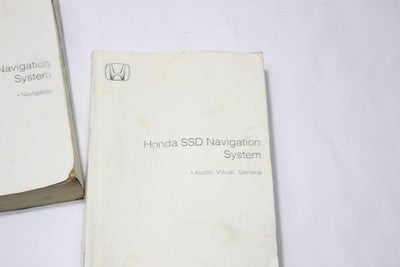 Navigation
System
• Navigation
Honda SSD Navigation
System
• Audio, Visual, General